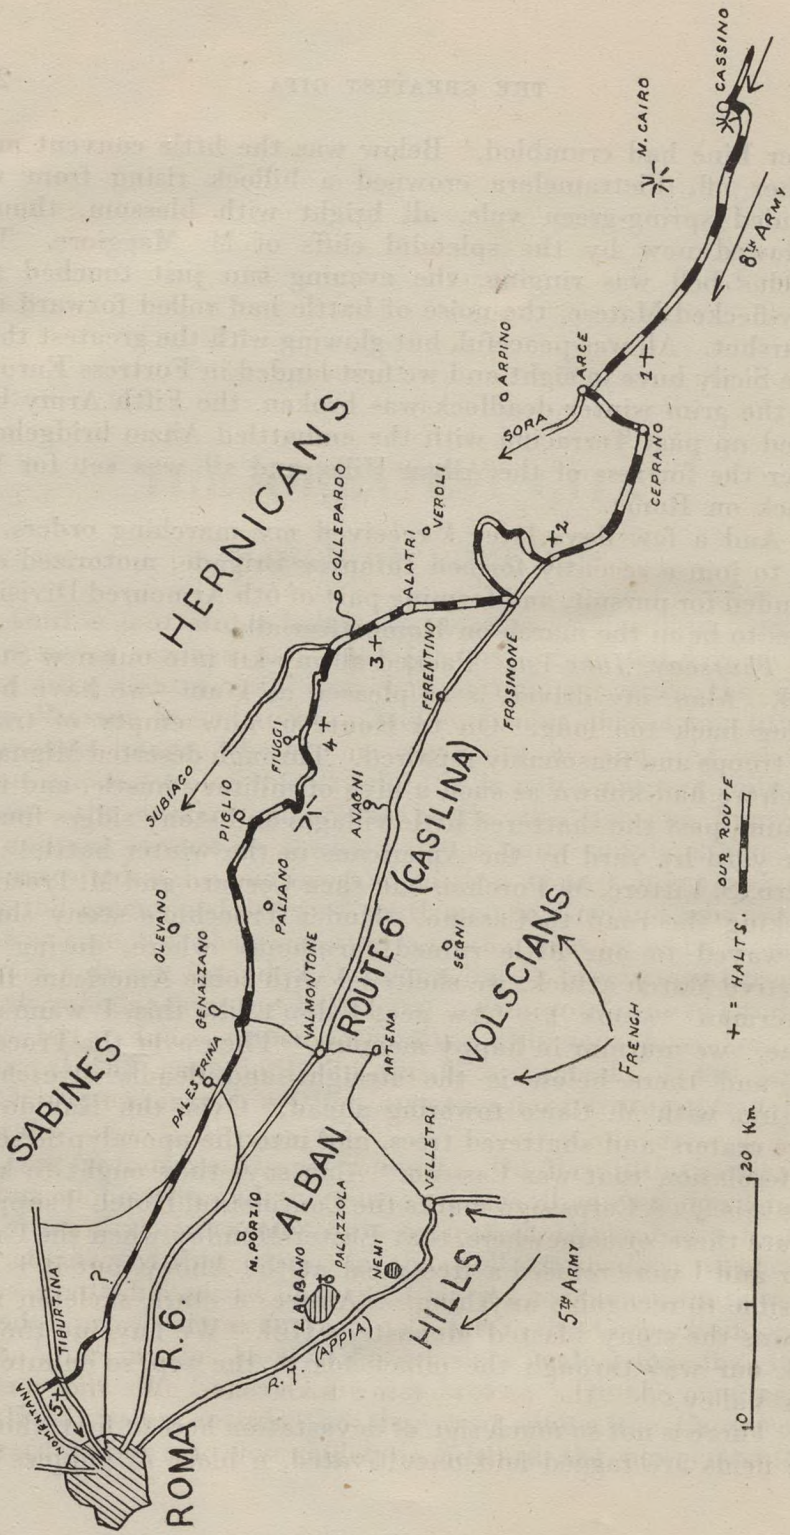 NOMENTANA
TIBURTINA
5+
?
ROMA
R.6.
SABINES
PALESTRINA
GENAZZANO
OLEVANO
PALIANO
PIGLIO
SUBIACO
FIUGGI
4+
3+
HERNICANS
COLLEPARDO
ALATRI
VEROLI
ARPINO
SORA
ARCE
M. CAIRO
CASSINO
8TH ARMY
1+
CEPRANO
+2
FROSINONE
FERENTINO
ANAGNI
ROUTE 6 (CASILINA)
VALMONTONE
ARTENA
SEGNI
VOLSCIANS
FRENCH
M. PORZIO
ALBAN
HILLS
L. ALBANO
PALAZZOLA
NEMI
VELLETRI
R.7. (APPIA)
5TH ARMY
0
20 Km
+ = HALTS.
OUR ROUTE